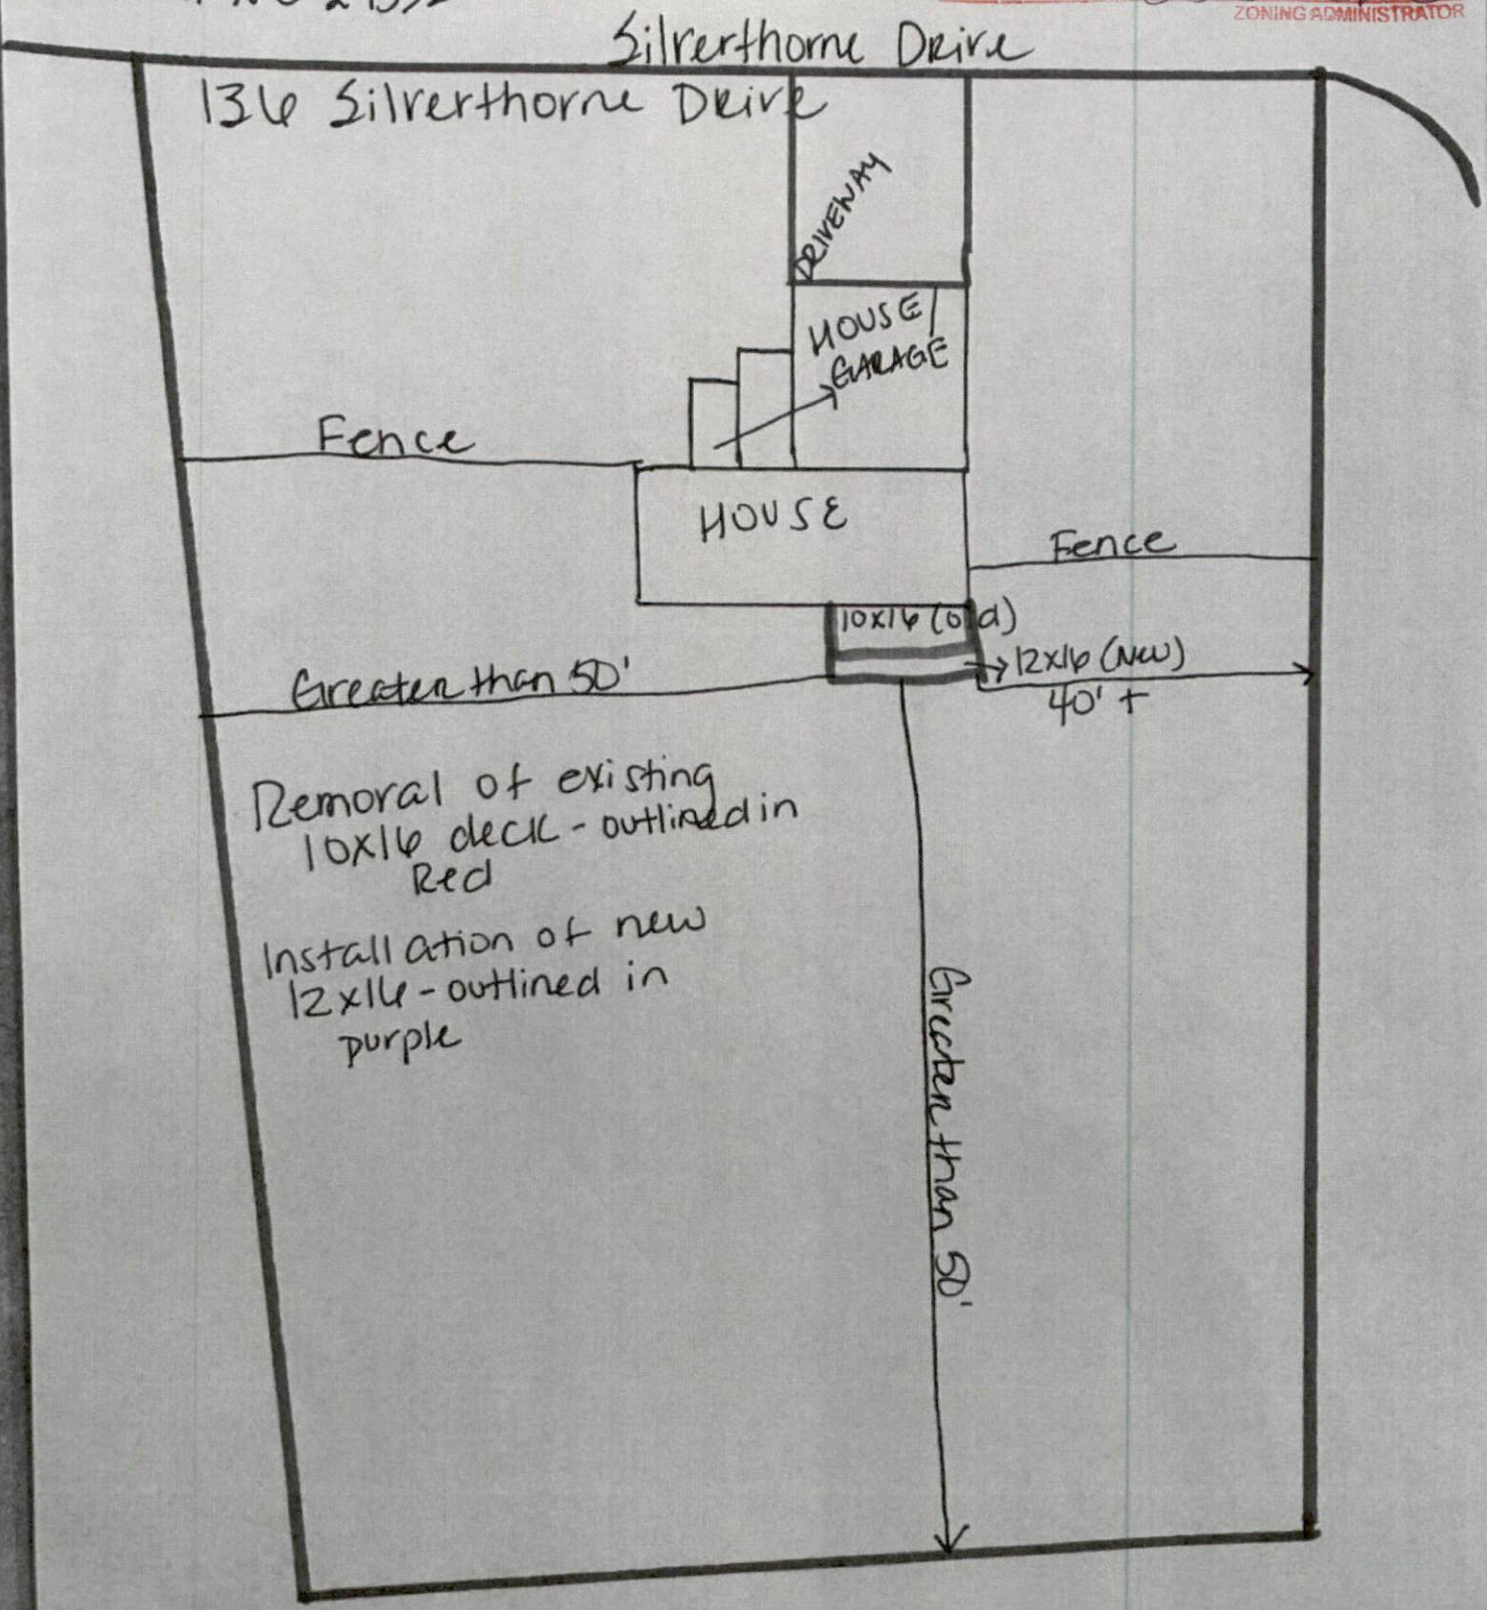 ZONING ADMINISTRATOR
Silverthorne Drive
136 Silverthorne Drive
DRIVEWAY
HOUSE/
GARAGE
Fence
HOUSE
Fence
10x16 (old)
12x16 (New)
40' +
Greater than 50'
Removal of existing
10x16 deck - outlined in
Red
Installation of new
12x16 - outlined in
purple
Greater than 50'